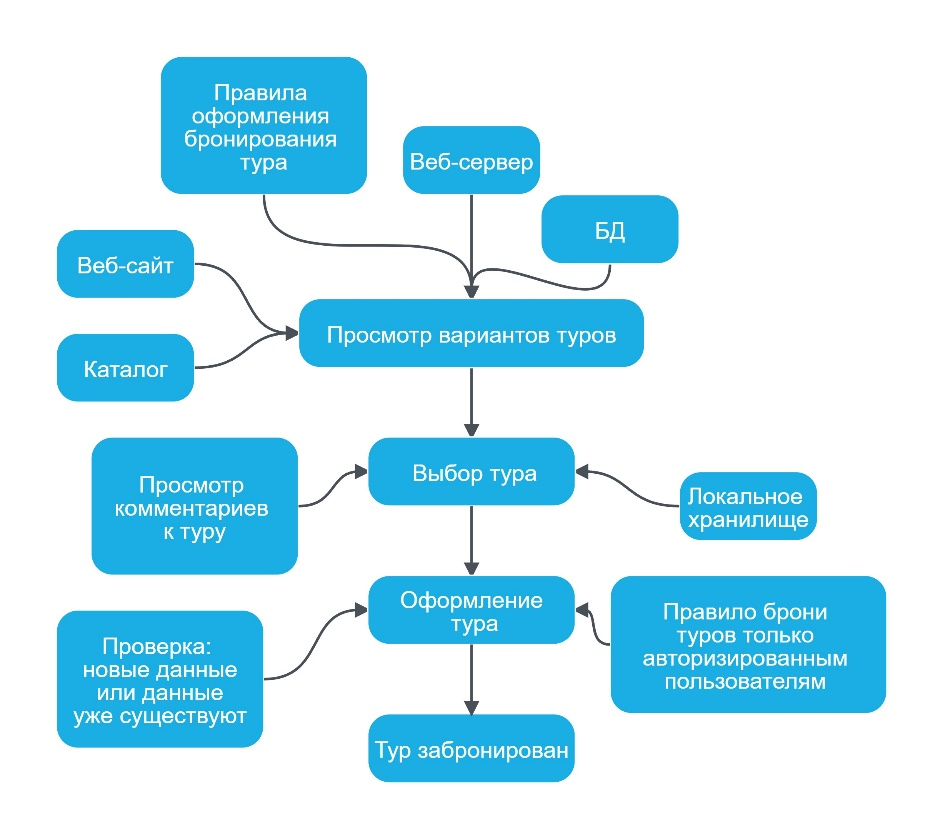 Правила
оформления
бронирования
тура
Веб-сервер
БД
Веб-сайт
Просмотр вариантов туров
Каталог
Выбор тура
Просмотр
комментариев
к туру
Локальное
хранилище
Оформление
тура
Правило брони
туров только
авторизированным
пользователям
Проверка:
новые данные
или данные
уже существуют
Тур забронирован